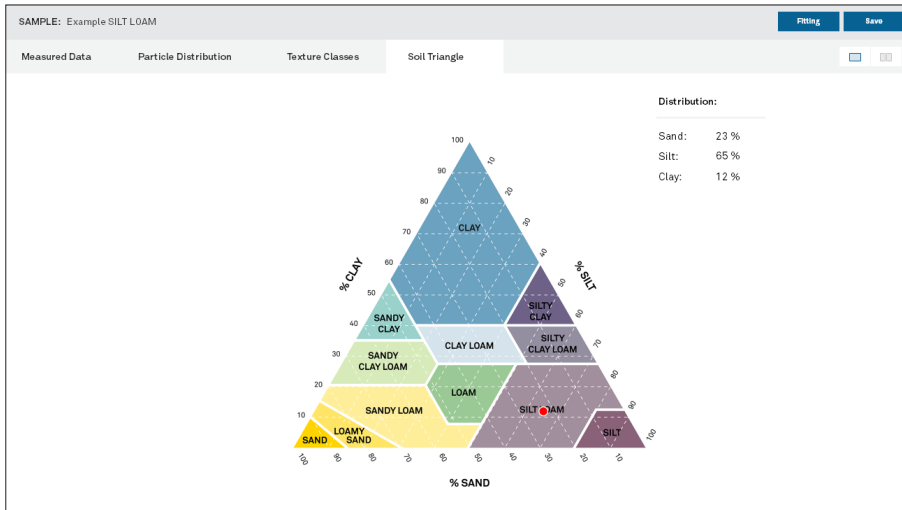 SAMPLE: Example SILT LOAM
Fitting
Save
Measured Data
Particle Distribution
Texture Classes
Soil Triangle
Distribution:
Sand: 23 %
Silt: 65 %
Clay: 12 %
100
90
80
70
60
50
40
30
20
10
% CLAY
10
20
30
40
50
60
70
80
90
100
% SILT
CLAY
SILTY
CLAY
SANDY
CLAY
CLAY LOAM
SILTY
CLAY LOAM
SANDY
CLAY LOAM
LOAM
SANDY LOAM
SILT LOAM
LOAMY
SAND
SAND
SILT
100
90
80
70
60
50
40
30
20
10
% SAND